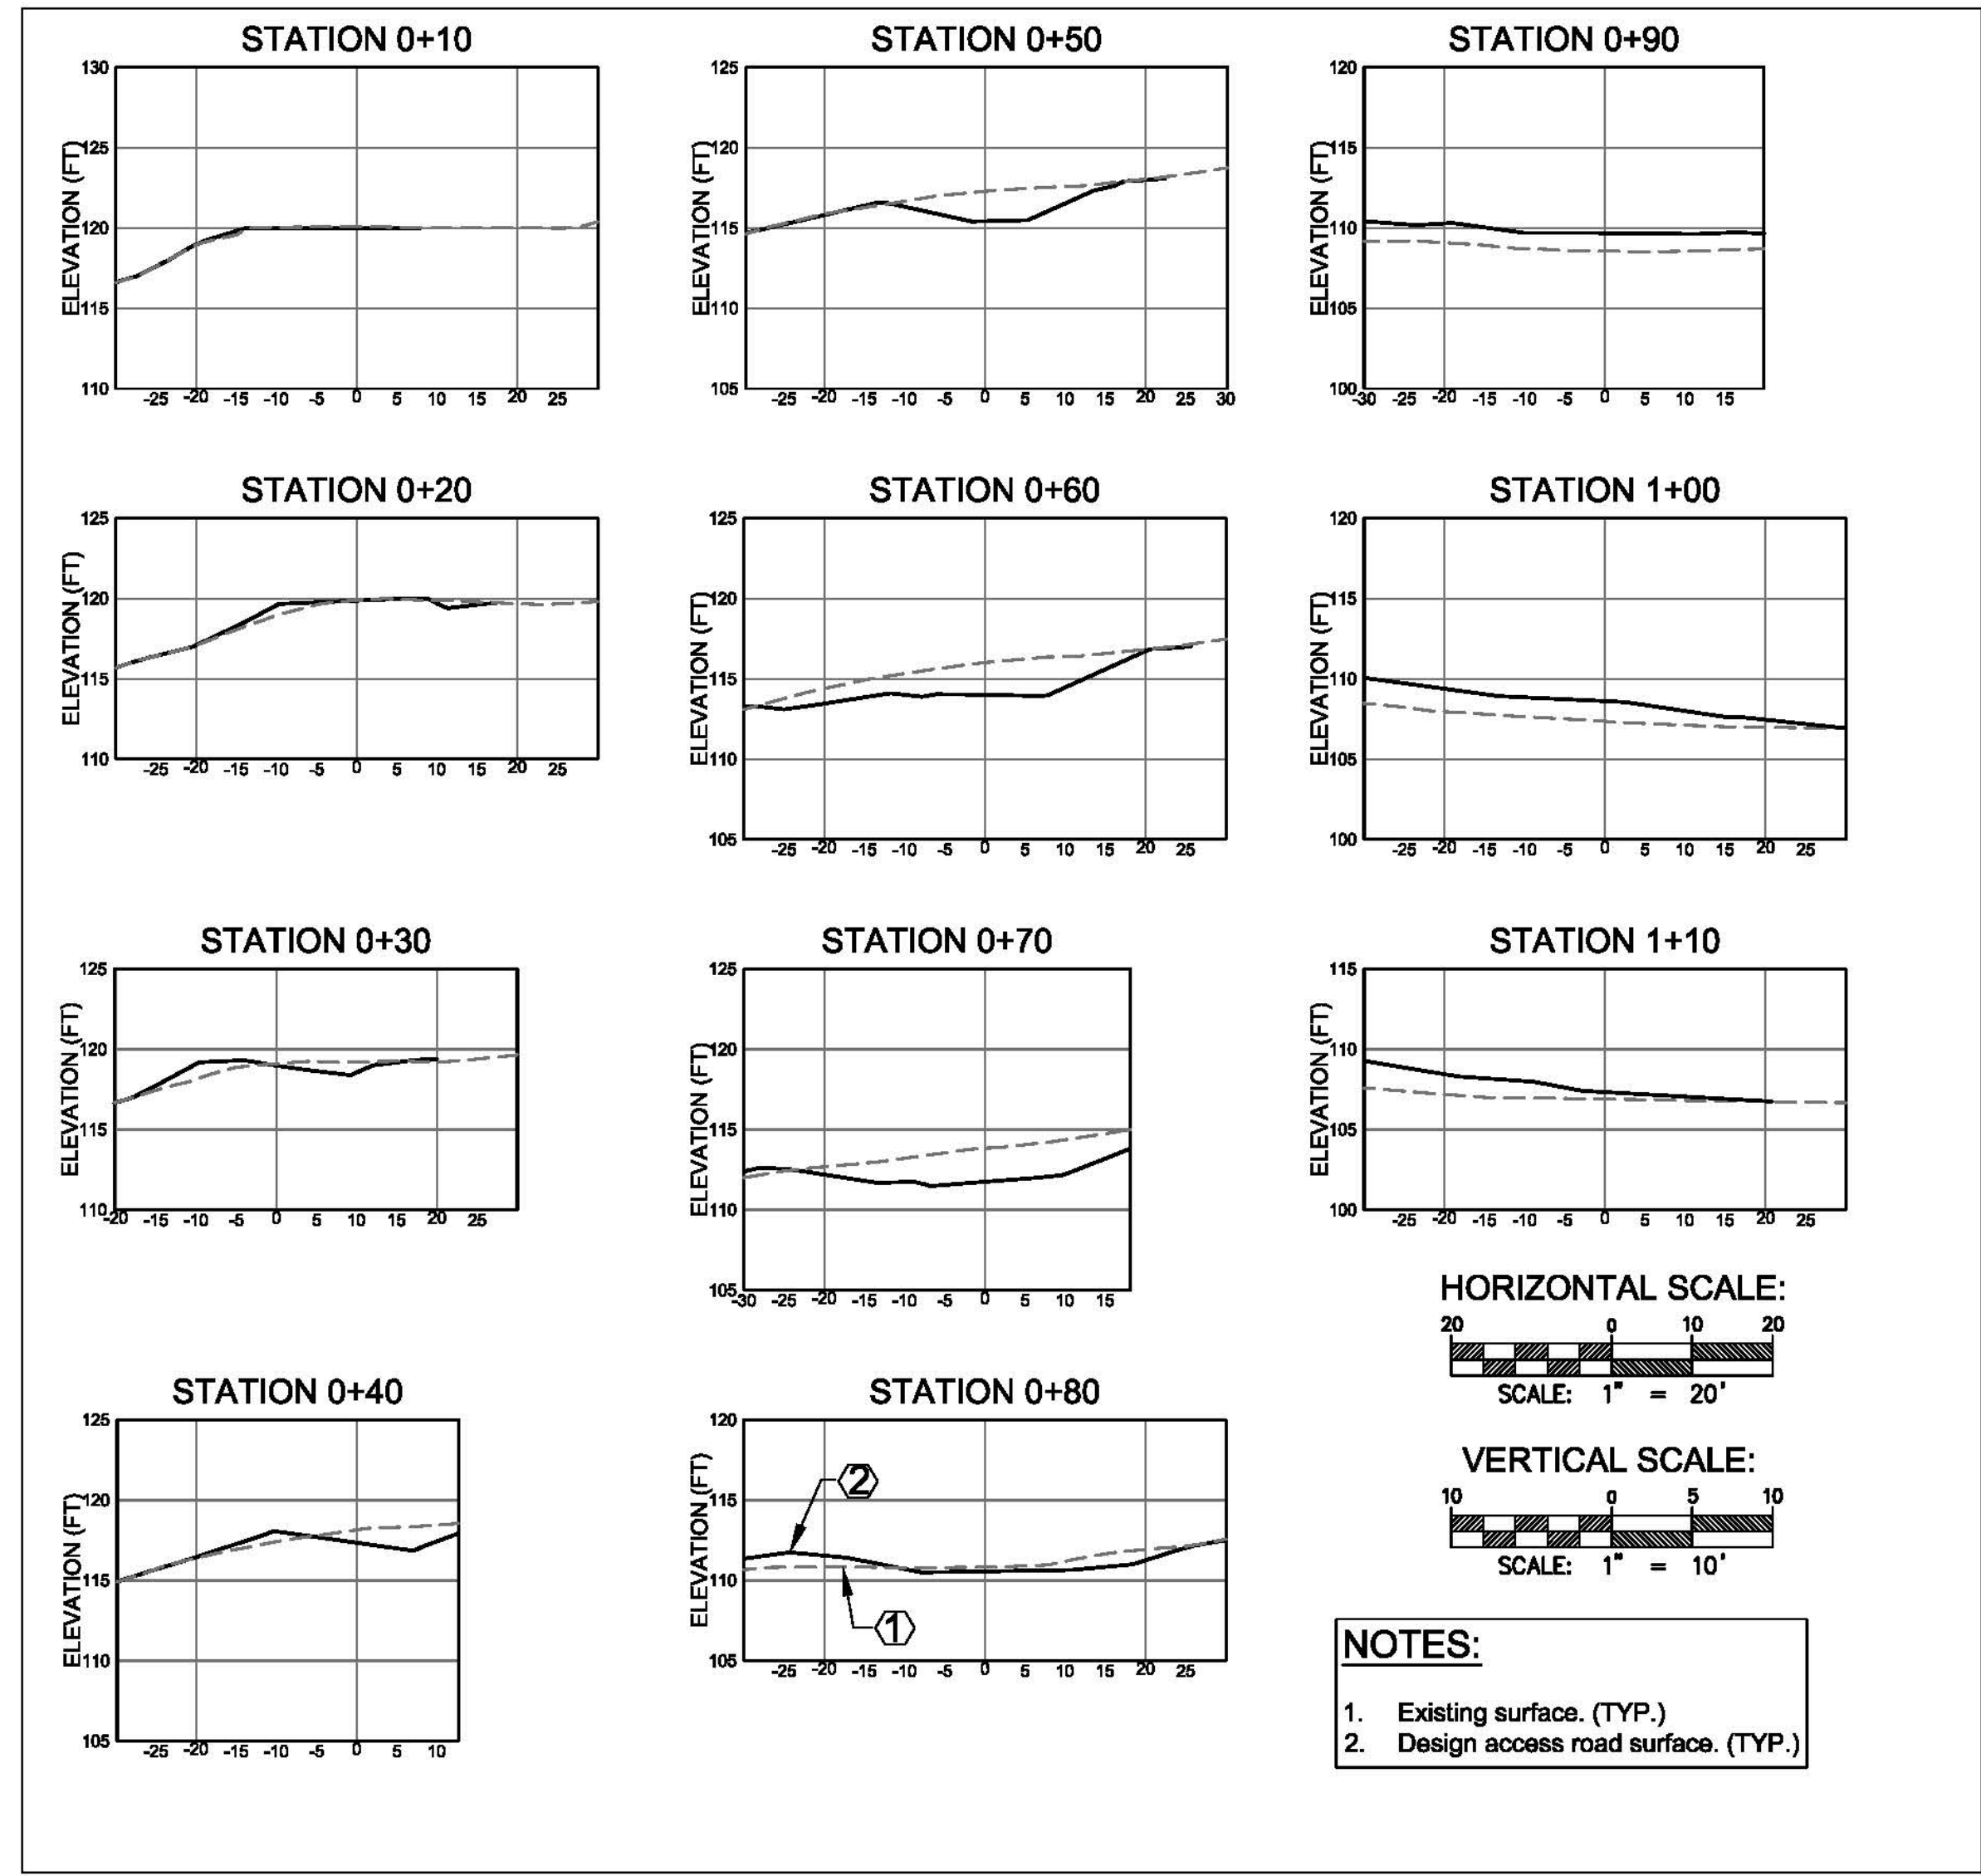 STATION 0+10
130
125
120
115
110
ELEVATION (FT)
-25 -20 -15 -10 -5 0 5 10 15 20 25
STATION 0+50
125
120
115
110
105
ELEVATION (FT)
-25 -20 -15 -10 -5 0 5 10 15 20 25 30
STATION 0+90
120
115
110
105
100
ELEVATION (FT)
-30 -25 -20 -15 -10 -5 0 5 10 15
STATION 0+20
125
120
115
110
ELEVATION (FT)
-25 -20 -15 -10 -5 0 5 10 15 20 25
STATION 0+60
125
120
115
110
105
ELEVATION (FT)
-25 -20 -15 -10 -5 0 5 10 15 20 25
STATION 1+00
120
115
110
105
100
ELEVATION (FT)
-25 -20 -15 -10 -5 0 5 10 15 20 25
STATION 0+30
125
120
115
110
ELEVATION (FT)
-20 -15 -10 -5 0 5 10 15 20 25
STATION 0+70
125
120
115
110
105
ELEVATION (FT)
-30 -25 -20 -15 -10 -5 0 5 10 15
STATION 1+10
115
110
105
100
ELEVATION (FT)
-25 -20 -15 -10 -5 0 5 10 15 20 25
STATION 0+40
125
120
115
110
105
ELEVATION (FT)
-25 -20 -15 -10 -5 0 5 10
STATION 0+80
120
115
110
105
ELEVATION (FT)
2
1
-25 -20 -15 -10 -5 0 5 10 15 20 25
HORIZONTAL SCALE:
20 0 10 20
SCALE: 1" = 20'
VERTICAL SCALE:
10 0 5 10
SCALE: 1" = 10'
NOTES:
1. Existing surface. (TYP.)
2. Design access road surface. (TYP.)